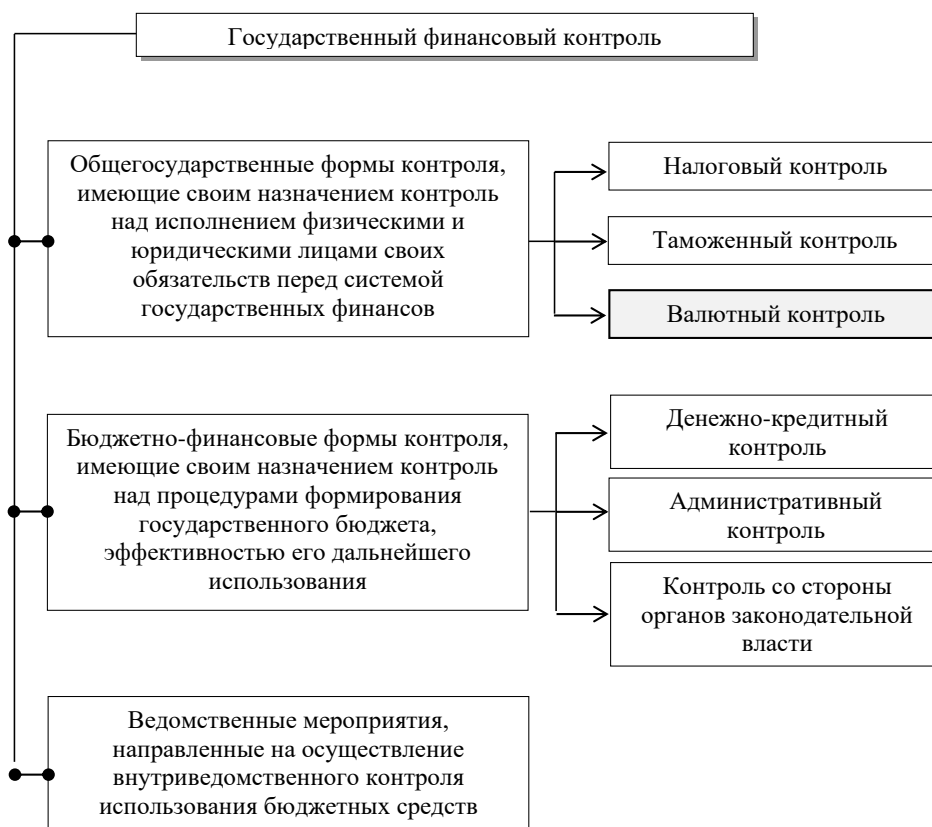 Государственный финансовый контроль
Общегосударственные формы контроля,
имеющие своим назначением контроль
над исполнением физическими и
юридическими лицами своих
обязательств перед системой
государственных финансов
Налоговый контроль
Таможенный контроль
Валютный контроль
Бюджетно-финансовые формы контроля,
имеющие своим назначением контроль
над процедурами формирования
государственного бюджета,
эффективностью его дальнейшего
использования
Денежно-кредитный
контроль
Административный
контроль
Контроль со стороны
органов законодательной
власти
Ведомственные мероприятия,
направленные на осуществление
внутриведомственного контроля
использования бюджетных средств